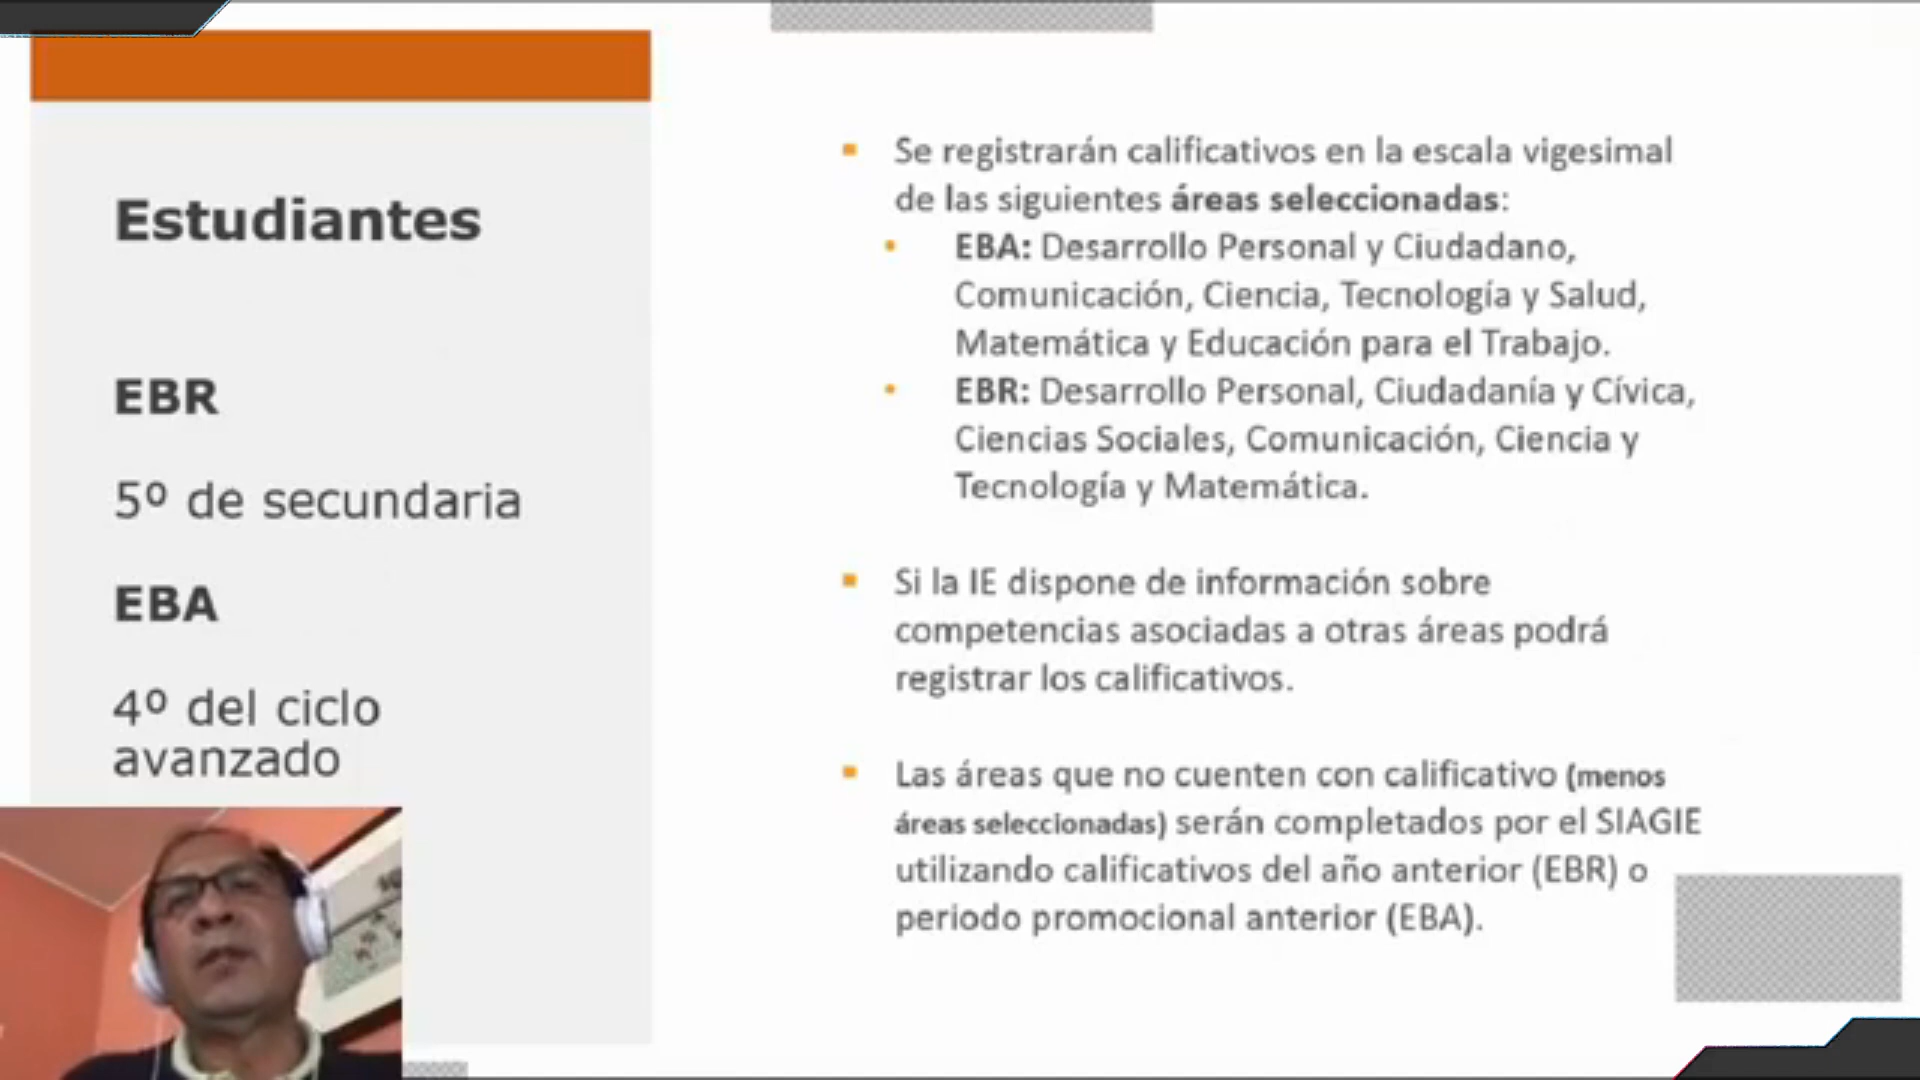 Estudiantes
EBR
5º de secundaria
EBA
4º del ciclo
avanzado
Se registrarán calificativos en la escala vigesimal
de las siguientes áreas seleccionadas:
EBA: Desarrollo Personal y Ciudadano,
Comunicación, Ciencia, Tecnología y Salud,
Matemática y Educación para el Trabajo.
EBR: Desarrollo Personal, Ciudadanía y Cívica,
Ciencias Sociales, Comunicación, Ciencia y
Tecnología y Matemática.
Si la IE dispone de información sobre
competencias asociadas a otras áreas podrá
registrar los calificativos.
Las áreas que no cuenten con calificativo (menos
áreas seleccionadas) serán completados por el SIAGIE
utilizando calificativos del año anterior (EBR) o
periodo promocional anterior (EBA).